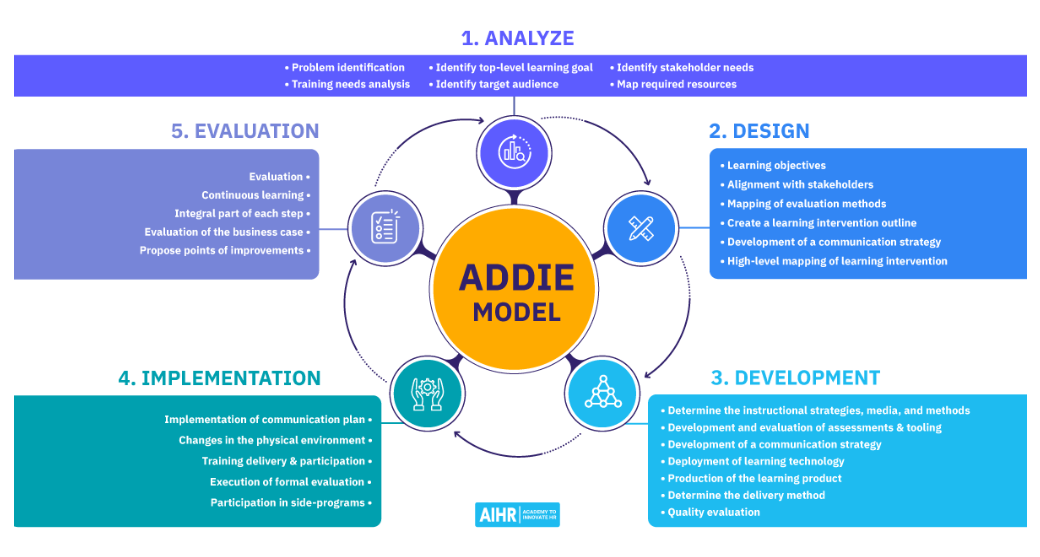 1. ANALYZE
• Problem identification
• Training needs analysis
• Identify top-level learning goal
• Identify target audience
• Identify stakeholder needs
• Map required resources
2. DESIGN
• Learning objectives
• Alignment with stakeholders
• Mapping of evaluation methods
• Create a learning intervention outline
• Development of a communication strategy
• High-level mapping of learning intervention
3. DEVELOPMENT
• Determine the instructional strategies, media, and methods
• Development and evaluation of assessments & tooling
• Development of a communication strategy
• Deployment of learning technology
• Production of the learning product
• Determine the delivery method
• Quality evaluation
4. IMPLEMENTATION
Implementation of communication plan •
Changes in the physical environment •
Training delivery & participation •
Execution of formal evaluation •
Participation in side-programs •
5. EVALUATION
Evaluation •
Continuous learning •
Integral part of each step •
Evaluation of the business case •
Propose points of improvements •
ADDIE
MODEL
AIHR
ACADEMY TO
INNOVATE HR